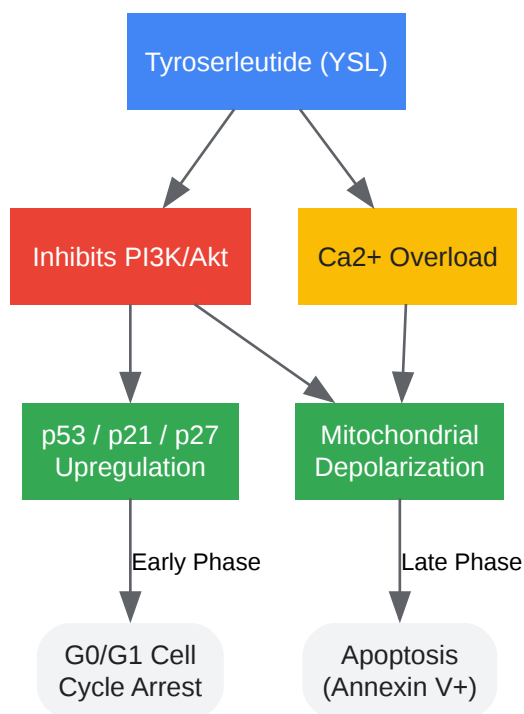 Tyroserleutide (YSL)
Inhibits PI3K/Akt
Ca2+ Overload
p53 / p21 / p27
Upregulation
Mitochondrial
Depolarization
Early Phase
Late Phase
G0/G1 Cell
Cycle Arrest
Apoptosis
(Annexin V+)